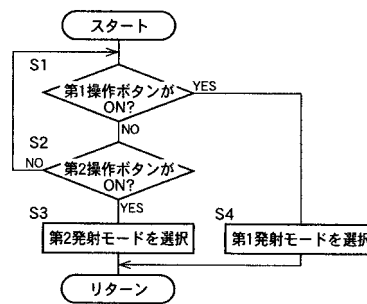 スタート
S1
第1操作ボタンが
ON?
YES
NO
S2
第2操作ボタンが
ON?
NO
YES
S3
第2発射モードを選択
S4
第1発射モードを選択
リターン